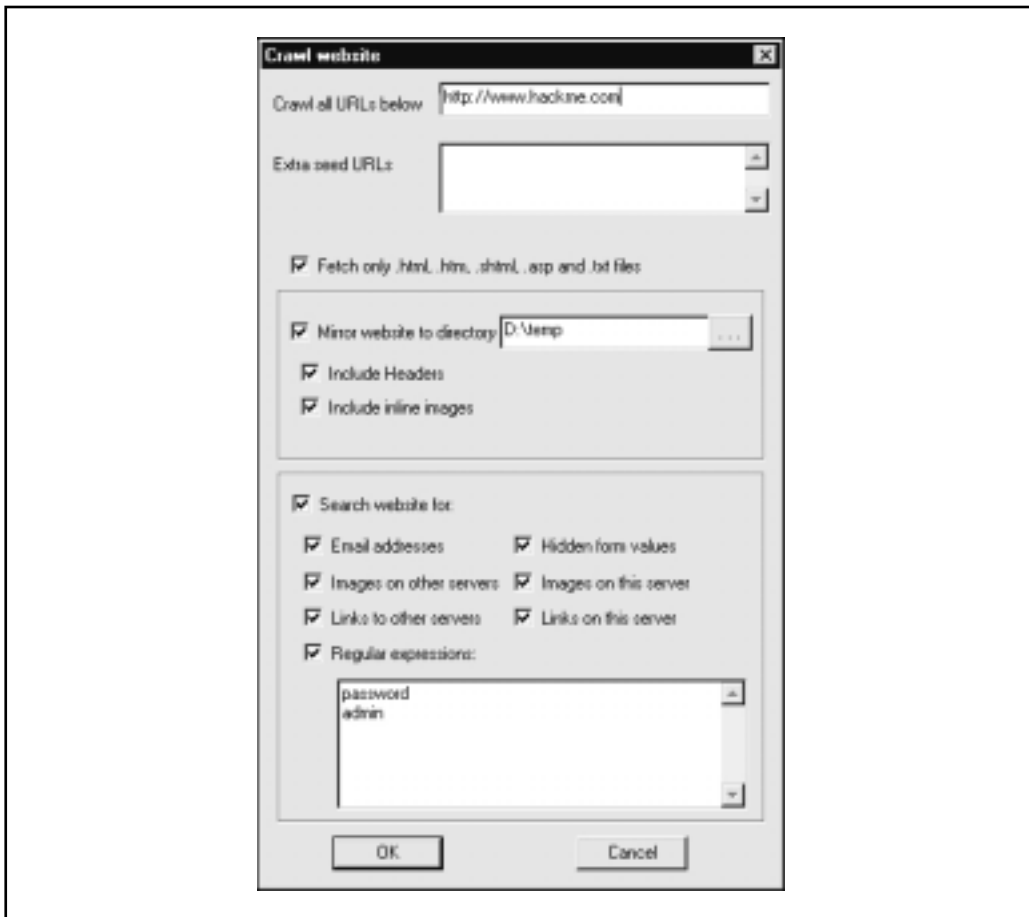 Crawl website
Crawl all URLs below http://www.hackme.com
Extra seed URLs
Fetch only .html, .htm, .shtml, .asp and .txt files
Mirror website to directory D:\temp ...
Include Headers
Include inline images
Search website for:
Email addresses Hidden form values
Images on other servers Images on this server
Links to other servers Links on this server
Regular expressions:
password
admin
OK Cancel